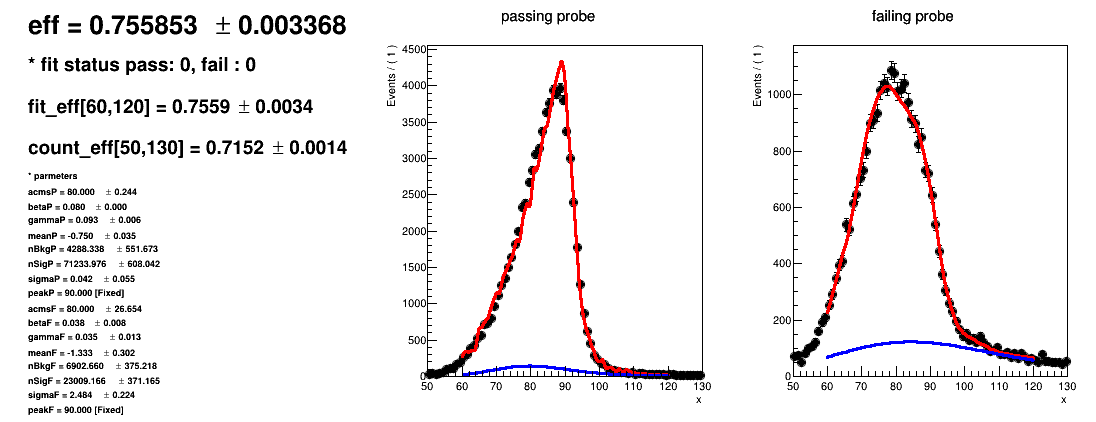 eff = 0.755853 ± 0.003368
* fit status pass: 0, fail : 0
fit_eff[60,120] = 0.7559 ± 0.0034
count_eff[50,130] = 0.7152 ± 0.0014
* parmeters
acmsP = 80.000 ± 0.244
betaP = 0.080 ± 0.000
gammaP = 0.093 ± 0.006
meanP = -0.750 ± 0.035
nBkgP = 4288.338 ± 551.673
nSigP = 71233.976 ± 608.042
sigmaP = 0.042 ± 0.055
peakP = 90.000 [Fixed]
acmsF = 80.000 ± 26.654
betaF = 0.038 ± 0.008
gammaF = 0.035 ± 0.013
meanF = -1.333 ± 0.302
nBkgF = 6902.660 ± 375.218
nSigF = 23009.166 ± 371.165
sigmaF = 2.484 ± 0.224
peakF = 90.000 [Fixed]
passing probe
Events / ( 1 )
4500
4000
3500
3000
2500
2000
1500
1000
500
0
50 60 70 80 90 100 110 120 130
x
failing probe
Events / ( 1 )
1000
800
600
400
200
0
50 60 70 80 90 100 110 120 130
x